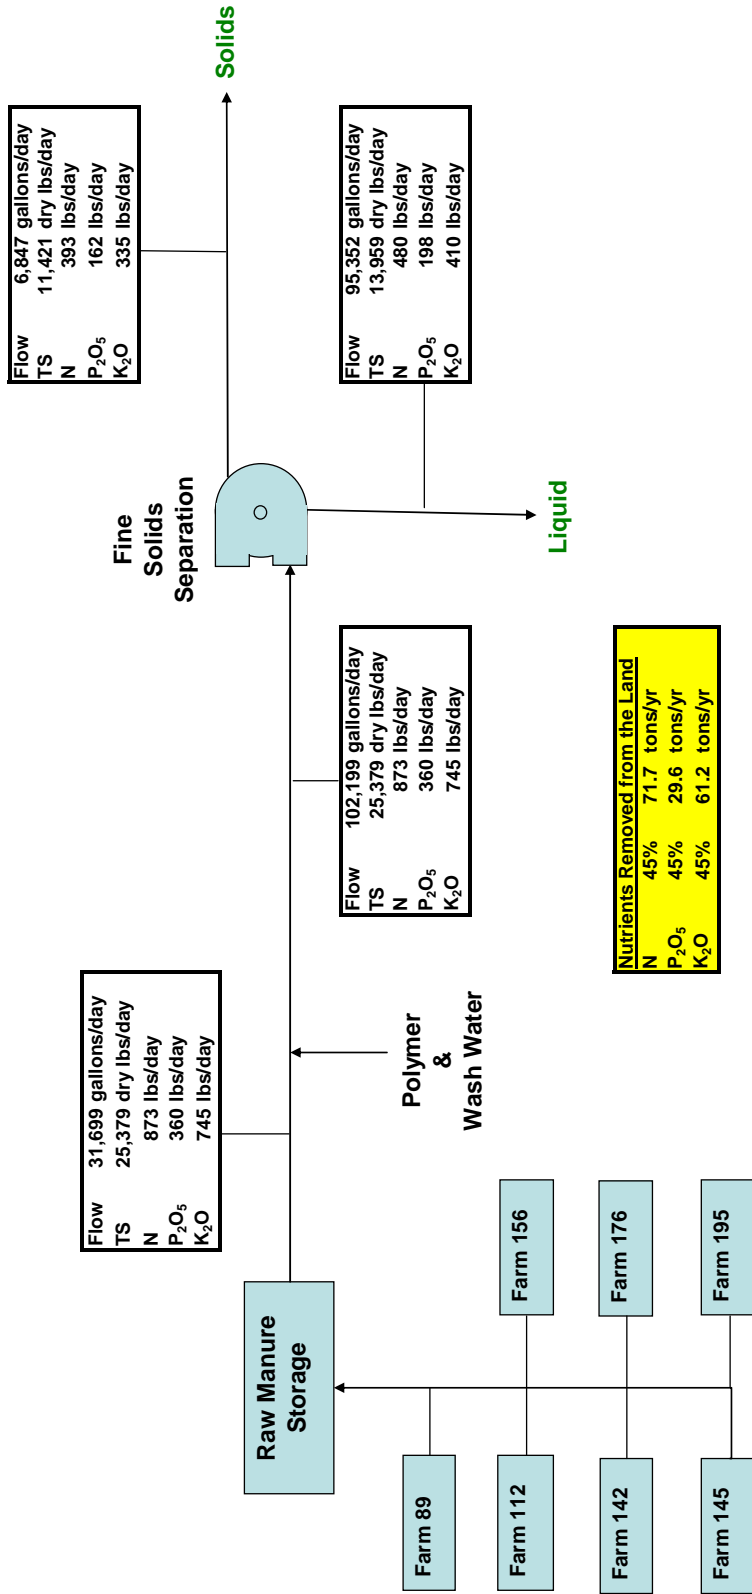 Raw Manure
Storage
Farm 89
Farm 112
Farm 142
Farm 145
Farm 156
Farm 176
Farm 195
Flow 31,699 gallons/day
TS 25,379 dry lbs/day
N 873 lbs/day
P₂O₅ 360 lbs/day
K₂O 745 lbs/day
Polymer
&
Wash Water
Flow 102,199 gallons/day
TS 25,379 dry lbs/day
N 873 lbs/day
P₂O₅ 360 lbs/day
K₂O 745 lbs/day
Fine
Solids
Separation
Flow 6,847 gallons/day
TS 11,421 dry lbs/day
N 393 lbs/day
P₂O₅ 162 lbs/day
K₂O 335 lbs/day
Solids
Flow 95,352 gallons/day
TS 13,959 dry lbs/day
N 480 lbs/day
P₂O₅ 198 lbs/day
K₂O 410 lbs/day
Liquid
Nutrients Removed from the Land
N 45% 71.7 tons/yr
P₂O₅ 45% 29.6 tons/yr
K₂O 45% 61.2 tons/yr